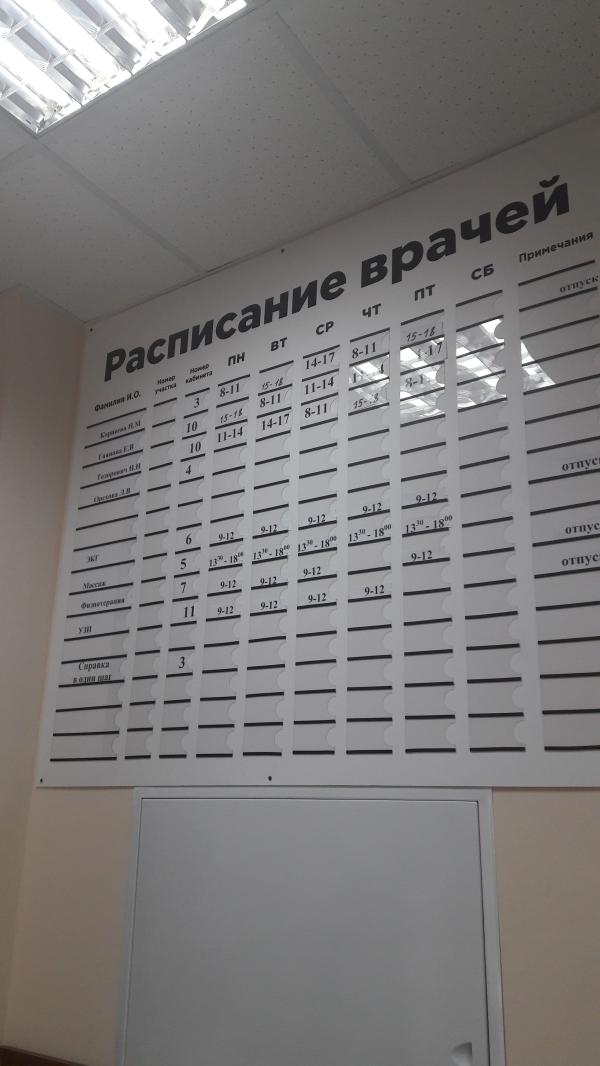 Расписание врачей
Фамилия И.О. Номер участка Номер кабинета ПН ВТ СР ЧТ ПТ СБ Примечания
3 8-11 15-18 14-17 8-11 15-18 отпуск
10 15-18 8-11 11-14
Тодорович Н.Н 10 11-14 14-17 8-11
Орехова Л.В 4
ЭКГ 6 9-12 9-12 9-12 9-12 9-12 отпуск
Массаж 5 13³⁰-18⁰⁰ 13³⁰-18⁰⁰ 13³⁰-18⁰⁰ 13³⁰-18⁰⁰ 13³⁰-18⁰⁰
Физиотерапия 7 9-12 9-12 9-12 9-12 отпуск
УЗИ 11 9-12 9-12 9-12 9-12 отпуск
Справка
в один шаг 3